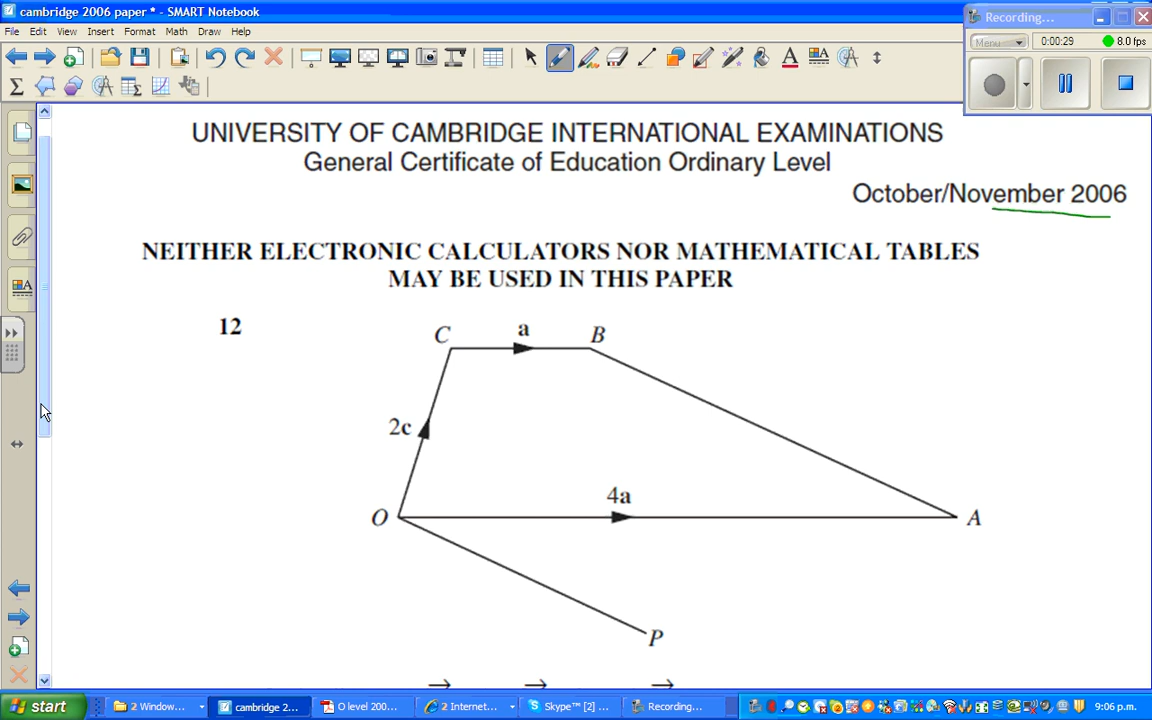 cambridge 2006 paper * - SMART Notebook
Recording...
File Edit View Insert Format Math Draw Help
Menu 0:00:29 8.0 fps
UNIVERSITY OF CAMBRIDGE INTERNATIONAL EXAMINATIONS
General Certificate of Education Ordinary Level
October/November 2006
NEITHER ELECTRONIC CALCULATORS NOR MATHEMATICAL TABLES
MAY BE USED IN THIS PAPER
12
C a B
2c
4a
O A
P
start 2 Window... cambridge 2... O level 200... 2 Internet... Skype™ [2] ... Recording... 9:06 p.m.